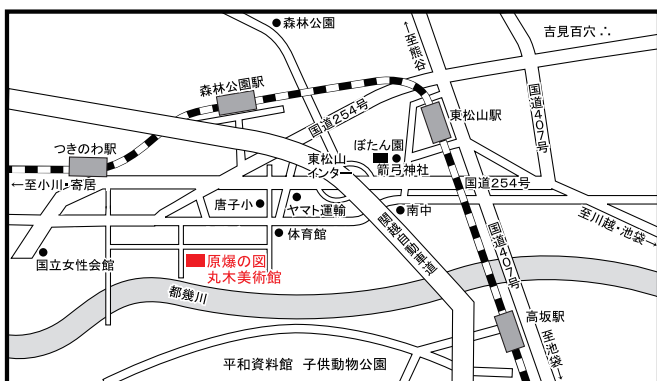 森林公園
吉見百穴 ∴
←至熊谷
森林公園駅
国道254号
国道407号
東松山駅
ぼたん園
つきのわ駅
東松山
インター
箭弓神社
←至小川・寄居
国道254号
唐子小
ヤマト運輸
南中
至川越・池袋→
体育館
関越自動車道
国道407号
国立女性会館
原爆の図
丸木美術館
都幾川
高坂駅
至池袋→
平和資料館 子供動物公園